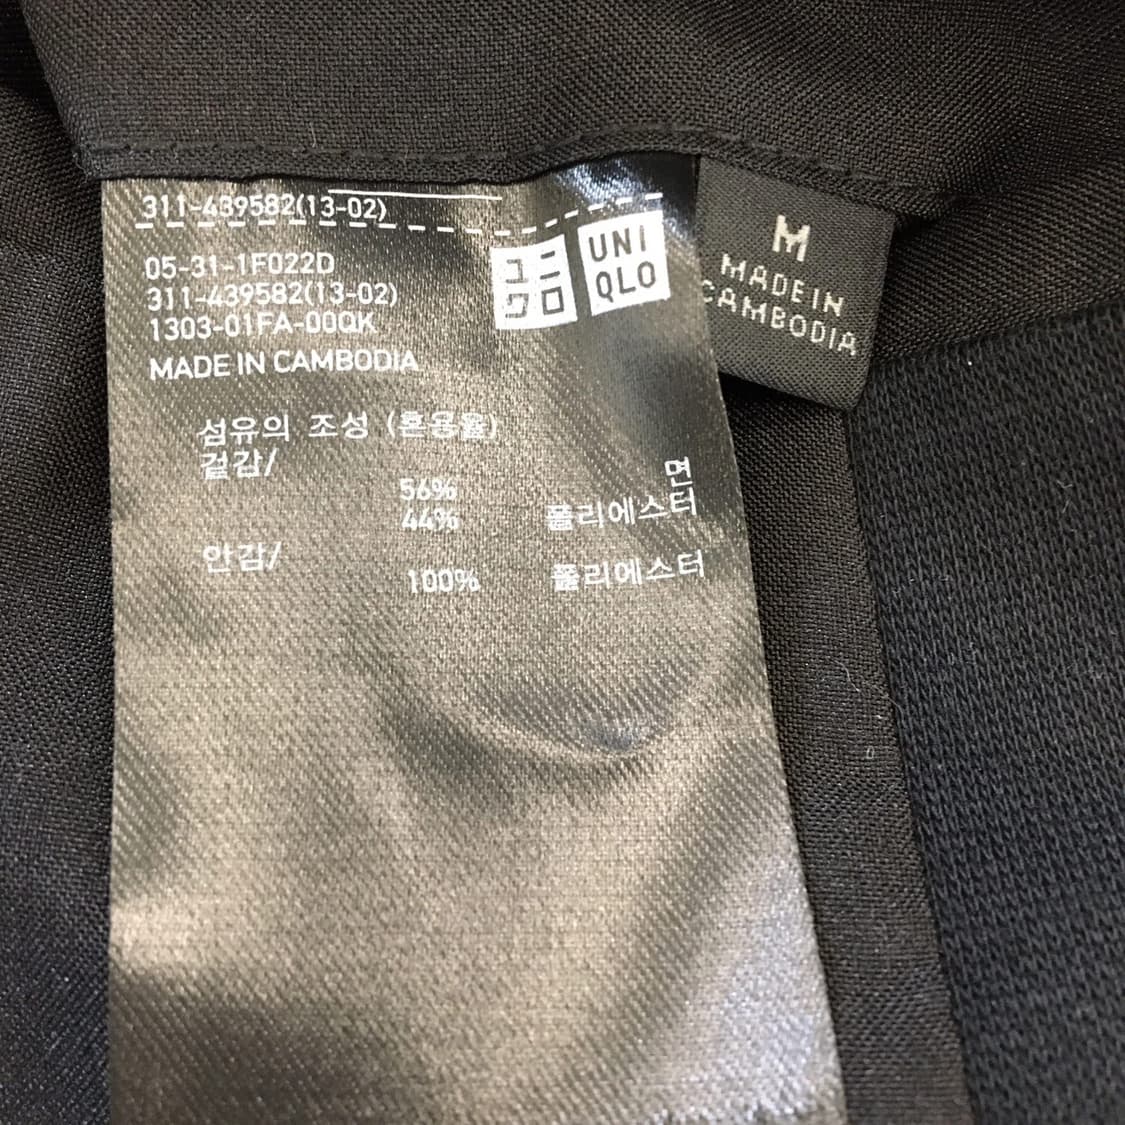 311-439582(13-02)
05-31-1F022D
311-439582(13-02)
1303-01FA-00QK
MADE IN CAMBODIA
ユニ
クロ
UNI
QLO
M
MADE IN
CAMBODIA
섬유의 조성 (혼용율)
겉감/
56% 면
44% 폴리에스터
안감/
100% 폴리에스터